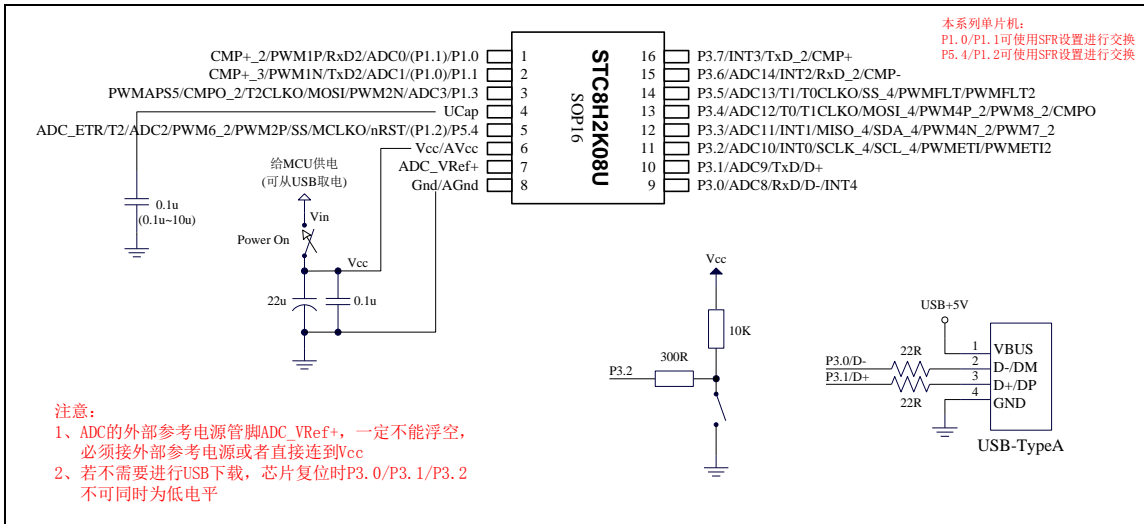 本系列单片机：
P1.0/P1.1可使用SFR设置进行交换
P5.4/P1.2可使用SFR设置进行交换
STC8H2K08U
SOP16
CMP+_2/PWM1P/RxD2/ADC0/(P1.1)/P1.0 1
CMP+_3/PWM1N/TxD2/ADC1/(P1.0)/P1.1 2
PWMAPS5/CMPO_2/T2CLKO/MOSI/PWM2N/ADC3/P1.3 3
UCap 4
ADC_ETR/T2/ADC2/PWM6_2/PWM2P/SS/MCLKO/nRST/(P1.2)/P5.4 5
Vcc/AVcc 6
ADC_VRef+ 7
Gnd/AGnd 8
16 P3.7/INT3/TxD_2/CMP+
15 P3.6/ADC14/INT2/RxD_2/CMP-
14 P3.5/ADC13/T1/T0CLKO/SS_4/PWMFLT/PWMFLT2
13 P3.4/ADC12/T0/T1CLKO/MOSI_4/PWM4P_2/PWM8_2/CMPO
12 P3.3/ADC11/INT1/MISO_4/SDA_4/PWM4N_2/PWM7_2
11 P3.2/ADC10/INT0/SCLK_4/SCL_4/PWMETI/PWMETI2
10 P3.1/ADC9/TxD/D+
9 P3.0/ADC8/RxD/D-/INT4
给MCU供电
(可从USB取电)
0.1u
(0.1u~10u)
Vin
Power On
Vcc
22u
0.1u
Vcc
10K
300R
P3.2
USB+5V
P3.0/D-
22R
P3.1/D+
22R
1 VBUS
2 D-/DM
3 D+/DP
4 GND
USB-TypeA
注意：
1、ADC的外部参考电源管脚ADC_VRef+，一定不能浮空，
必须接外部参考电源或者直接连到Vcc
2、若不需要进行USB下载，芯片复位时P3.0/P3.1/P3.2
不可同时为低电平